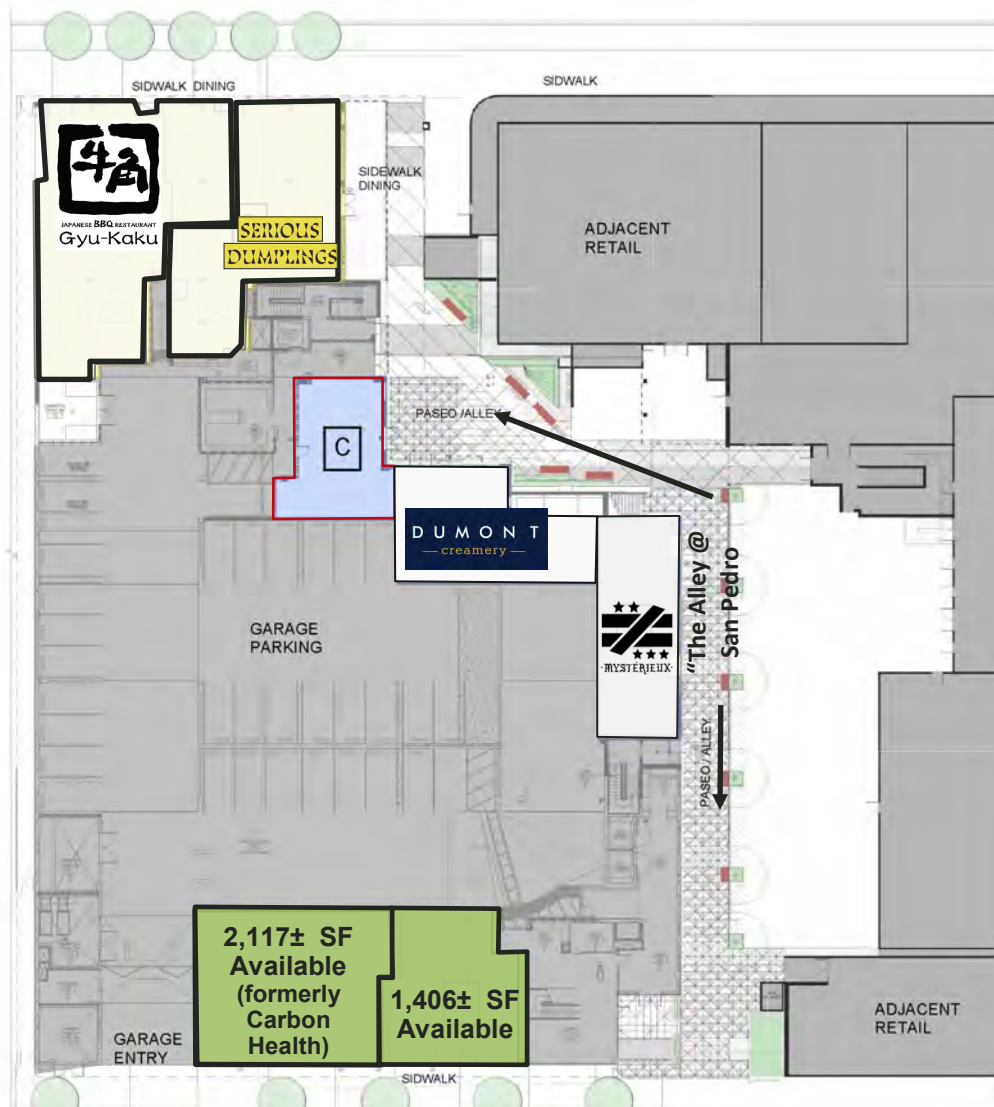 SIDWALK DINING
SIDWALK
牛角
JAPANESE BBQ RESTAURANT
Gyu-Kaku
SERIOUS
DUMPLINGS
SIDEWALK
DINING
ADJACENT
RETAIL
PASEO /ALLEY
C
DUMONT
creamery
MYSTÉRIEUX
"The Alley @
San Pedro
PASEO / ALLEY
GARAGE
PARKING
2,117± SF
Available
(formerly
Carbon
Health)
1,406± SF
Available
GARAGE
ENTRY
ADJACENT
RETAIL
SIDWALK